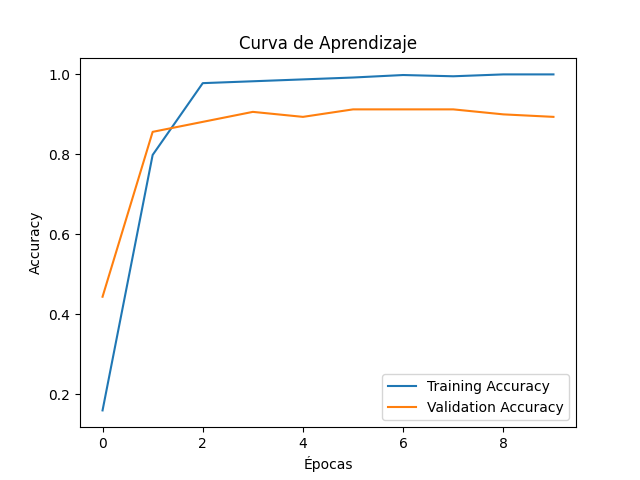 Curva de Aprendizaje
1.0
0.8
0.6
0.4
0.2
Accuracy
Training Accuracy
Validation Accuracy
0 2 4 6 8
Épocas